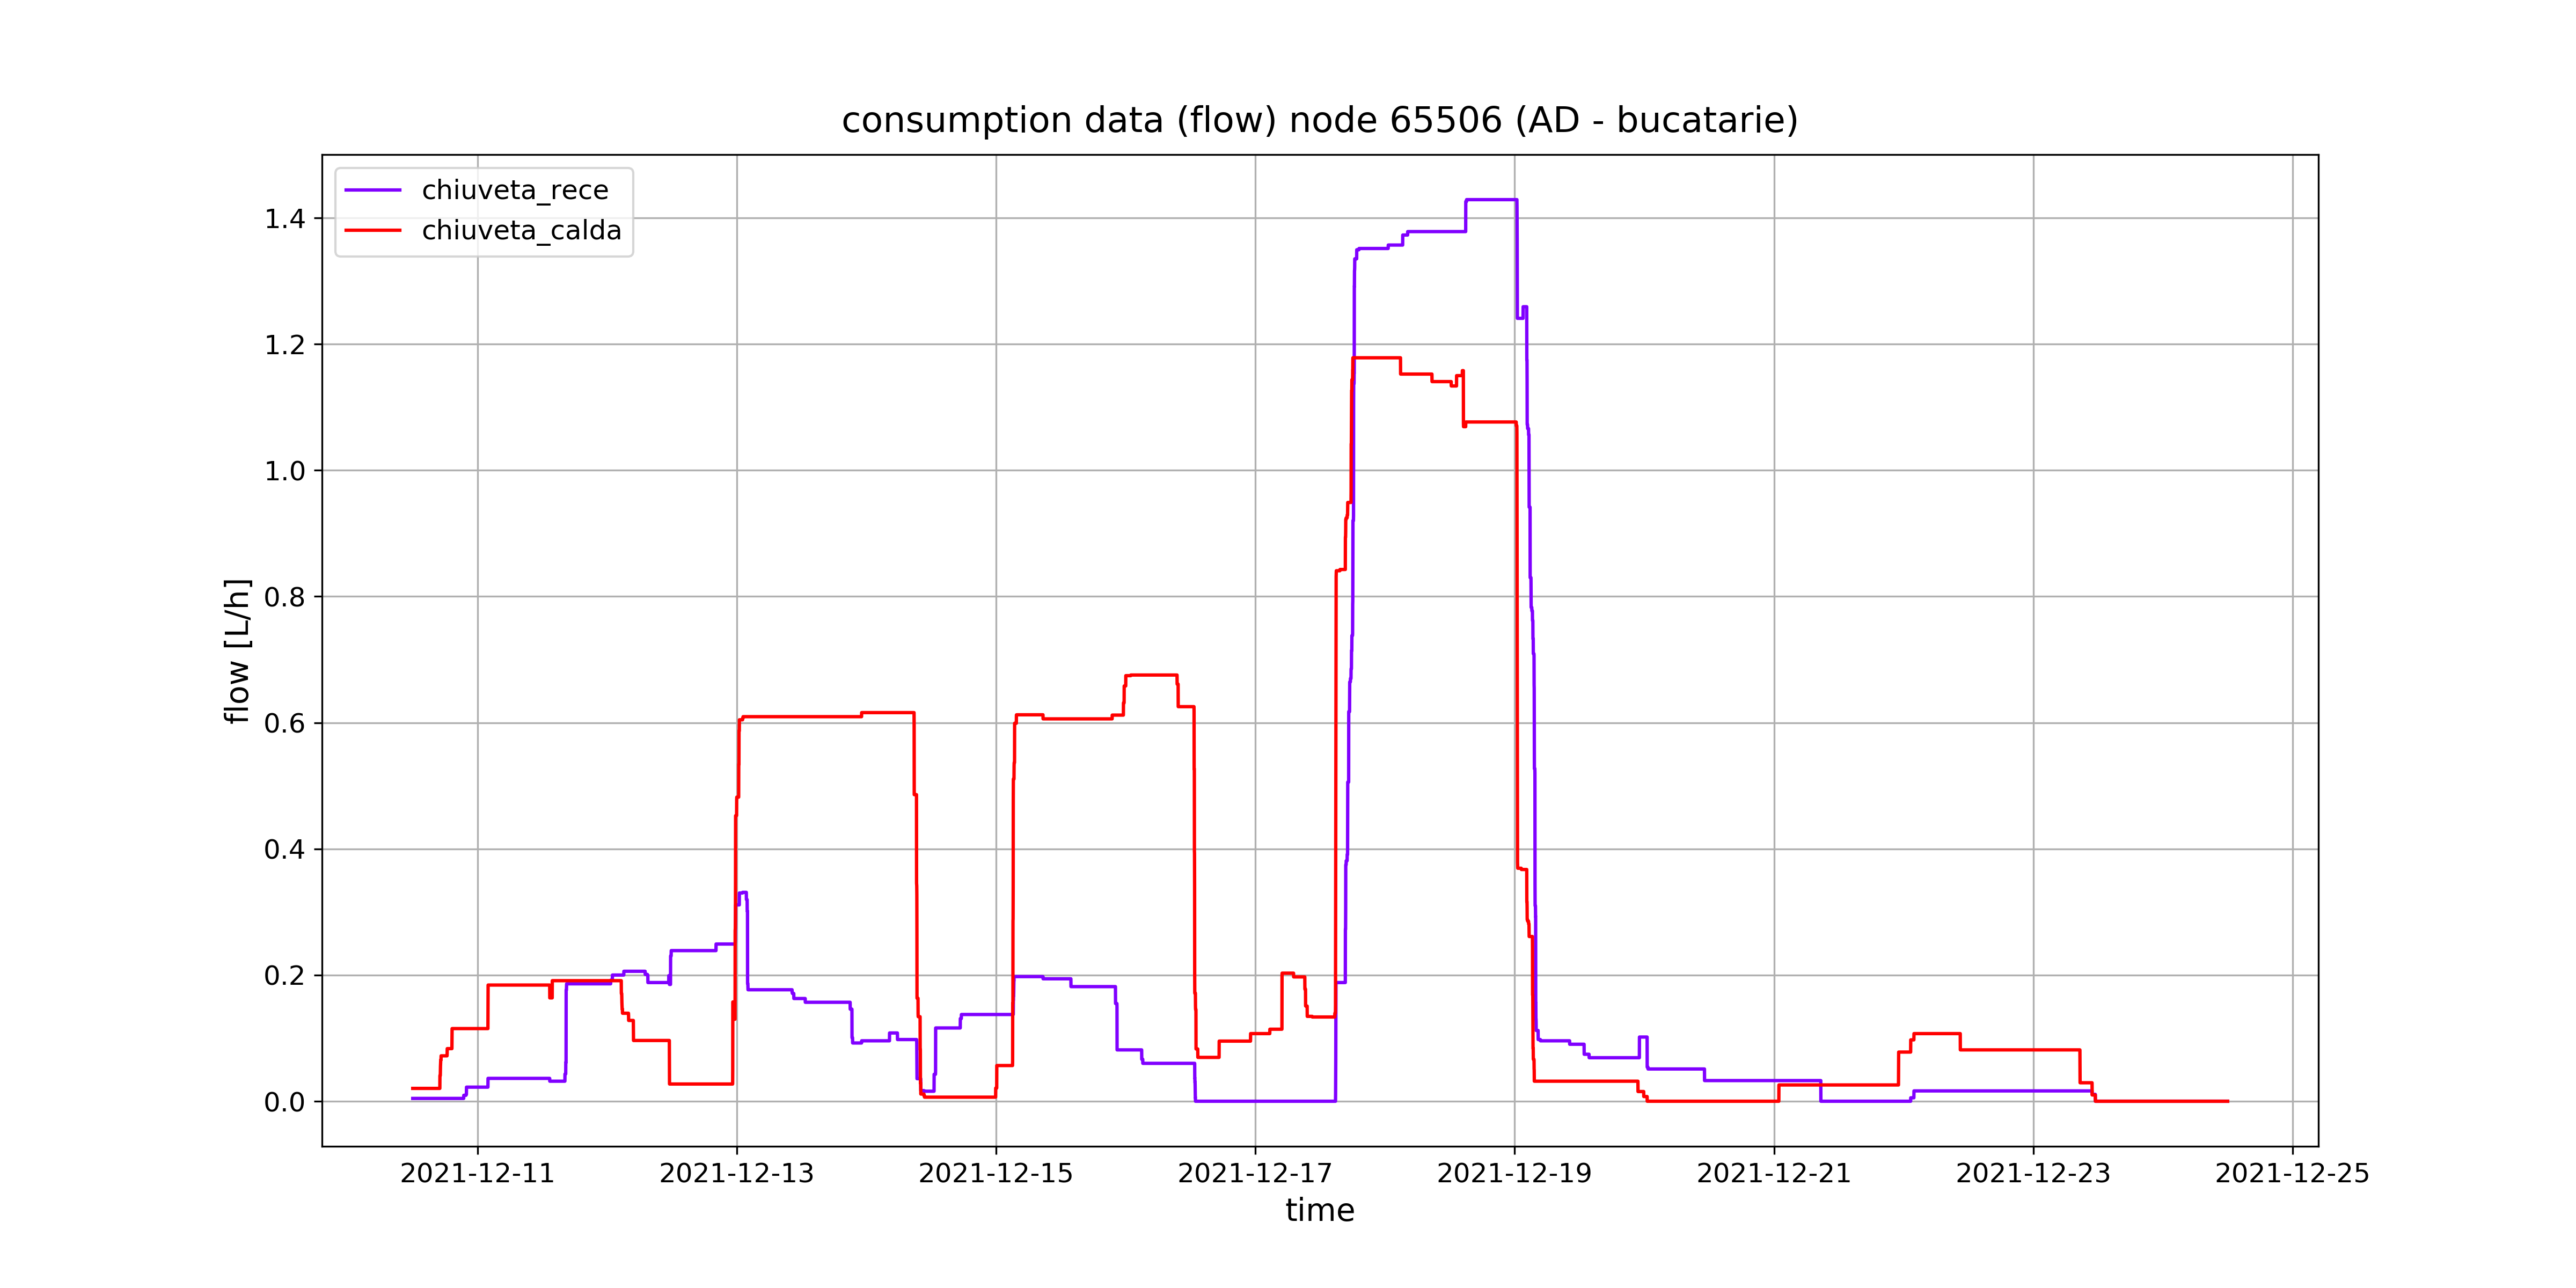 consumption data (flow) node 65506 (AD - bucatarie)
chiuveta_rece
chiuveta_calda
1.4
1.2
1.0
0.8
0.6
0.4
0.2
0.0
flow [L/h]
2021-12-11 2021-12-13 2021-12-15 2021-12-17 2021-12-19 2021-12-21 2021-12-23 2021-12-25
time